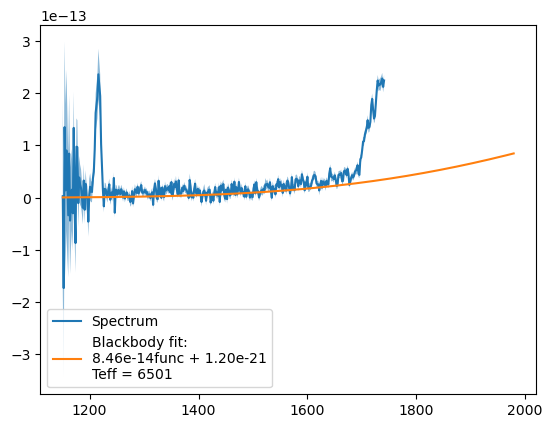 1e−13
3
2
1
0
−1
−2
−3
Spectrum
Blackbody fit:
8.46e-14func + 1.20e-21
Teff = 6501
1200
1400
1600
1800
2000